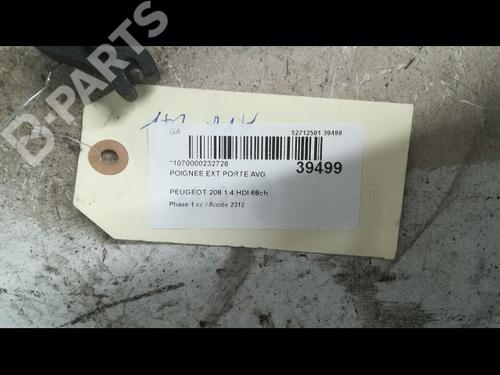 B-PARTS
GA 52712501 39499
*11070000232726
39499
POIGNEE EXT PORTE AVG
PEUGEOT 208 1.4 HDI 68ch
Phase 1 cc / Année 2012